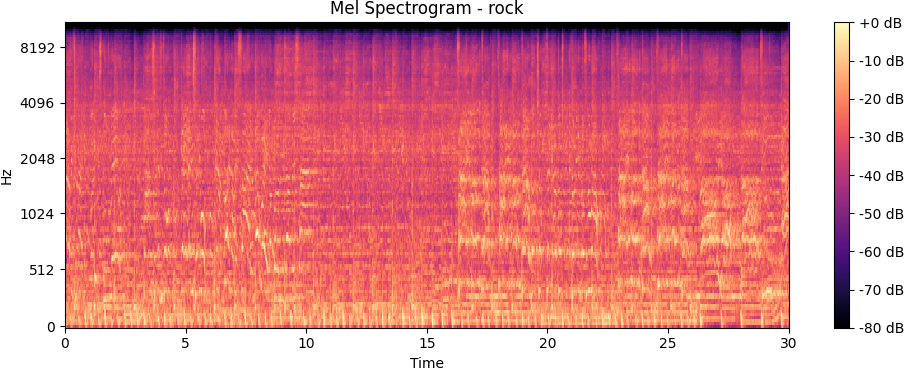 Mel Spectrogram - rock
Hz
8192
4096
2048
1024
512
0
0 5 10 15 20 25 30
Time
+0 dB
-10 dB
-20 dB
-30 dB
-40 dB
-50 dB
-60 dB
-70 dB
-80 dB